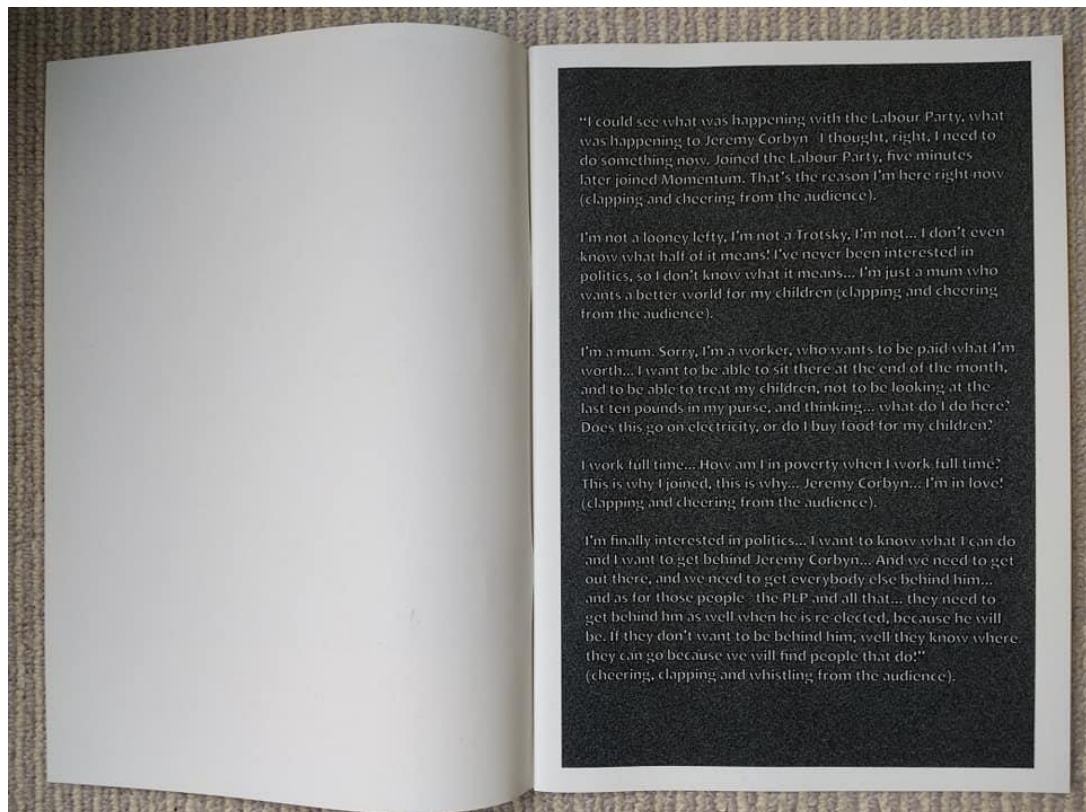 “I could see what was happening with the Labour Party, what
was happening to Jeremy Corbyn   I thought, right, I need to
do something now. Joined the Labour Party, five minutes
later joined Momentum. That’s the reason I’m here right now
(clapping and cheering from the audience).
I’m not a looney lefty, I’m not a Trotsky, I’m not... I don’t even
know what half of it means! I’ve never been interested in
politics, so I don’t know what it means... I’m just a mum who
wants a better world for my children (clapping and cheering
from the audience).
I’m a mum. Sorry, I’m a worker, who wants to be paid what I’m
worth... I want to be able to sit there at the end of the month,
and to be able to treat my children, not to be looking at the
last ten pounds in my purse, and thinking... what do I do here?
Does this go on electricity, or do I buy food for my children?
I work full time... How am I in poverty when I work full time?
This is why I joined, this is why... Jeremy Corbyn... I’m in love!
(clapping and cheering from the audience).
I’m finally interested in politics... I want to know what I can do
and I want to get behind Jeremy Corbyn... And we need to get
out there, and we need to get everybody else behind him...
and as for those people - the PLP and all that... they need to
get behind hm as well when he is re-elected, because he will
be. If they don’t want to be behind him, well they know where
they can go because we will find people that do!”
(cheering, clapping and whistling from the audience).